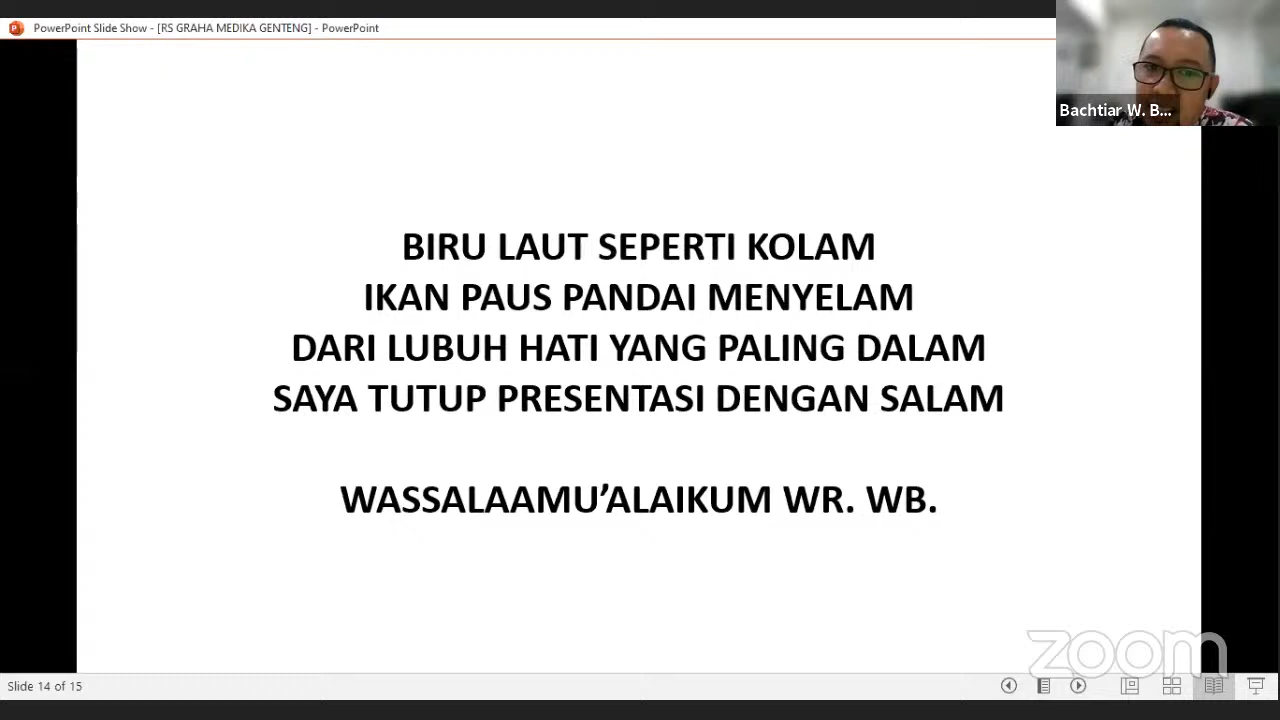 PowerPoint Slide Show - [RS GRAHA MEDIKA GENTENG] - PowerPoint
Bachtiar W. B...
BIRU LAUT SEPERTI KOLAM
IKAN PAUS PANDAI MENYELAM
DARI LUBUH HATI YANG PALING DALAM
SAYA TUTUP PRESENTASI DENGAN SALAM
WASSALAAMU’ALAIKUM WR. WB.
zoom
Slide 14 of 15